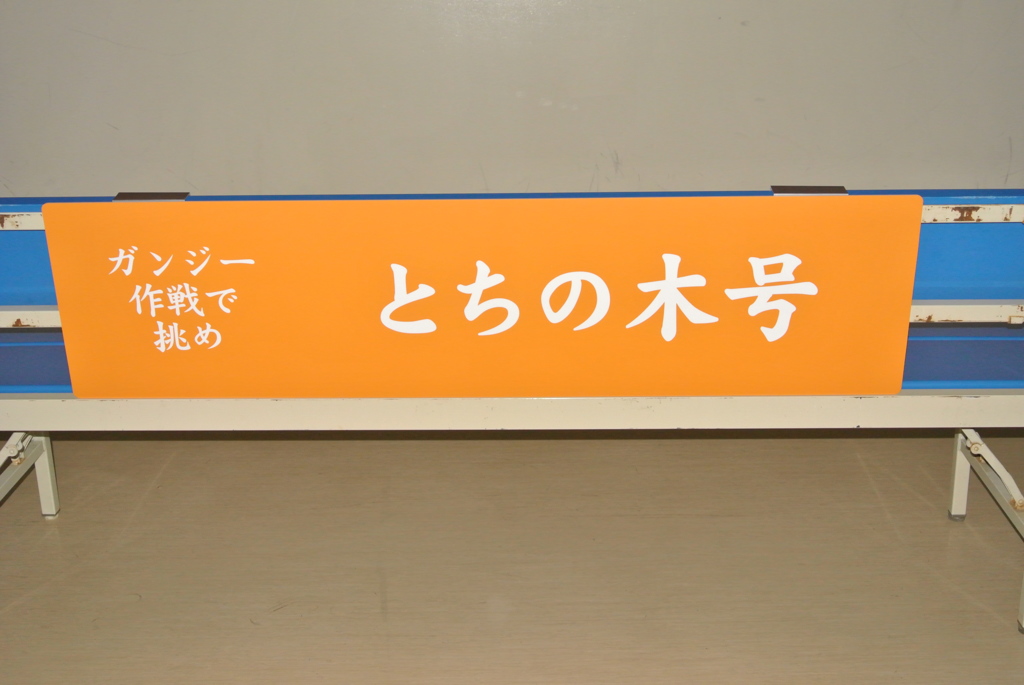 ガンジー
作戦で
挑め
とちの木号